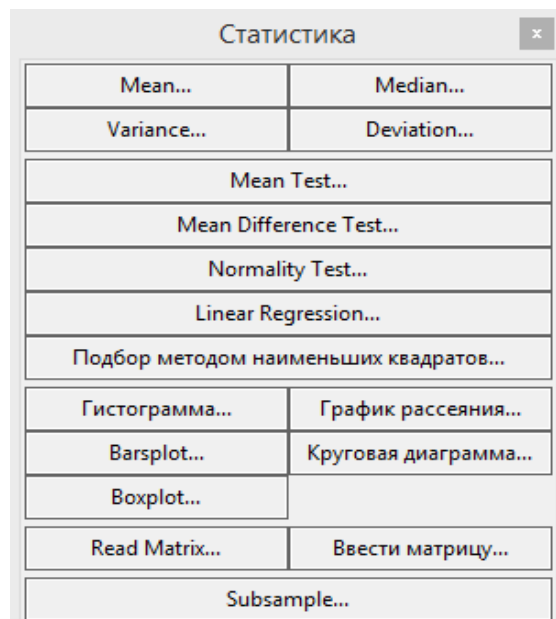 Статистика x
Mean... Median...
Variance... Deviation...
Mean Test...
Mean Difference Test...
Normality Test...
Linear Regression...
Подбор методом наименьших квадратов...
Гистограмма... График рассеяния...
Barsplot... Круговая диаграмма...
Boxplot...
Read Matrix... Ввести матрицу...
Subsample...